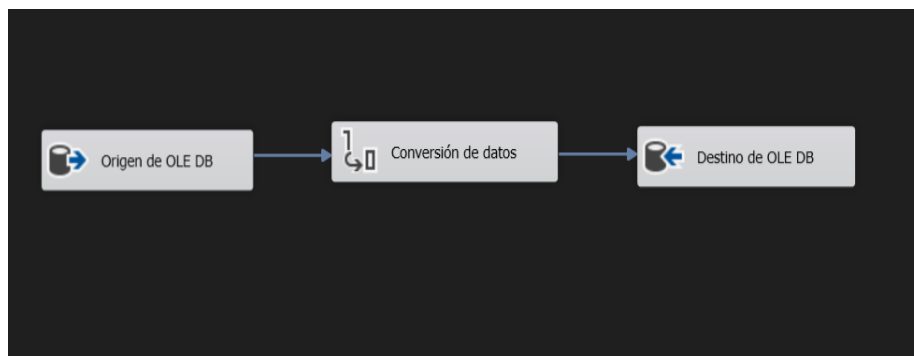 Origen de OLE DB
Conversión de datos
Destino de OLE DB